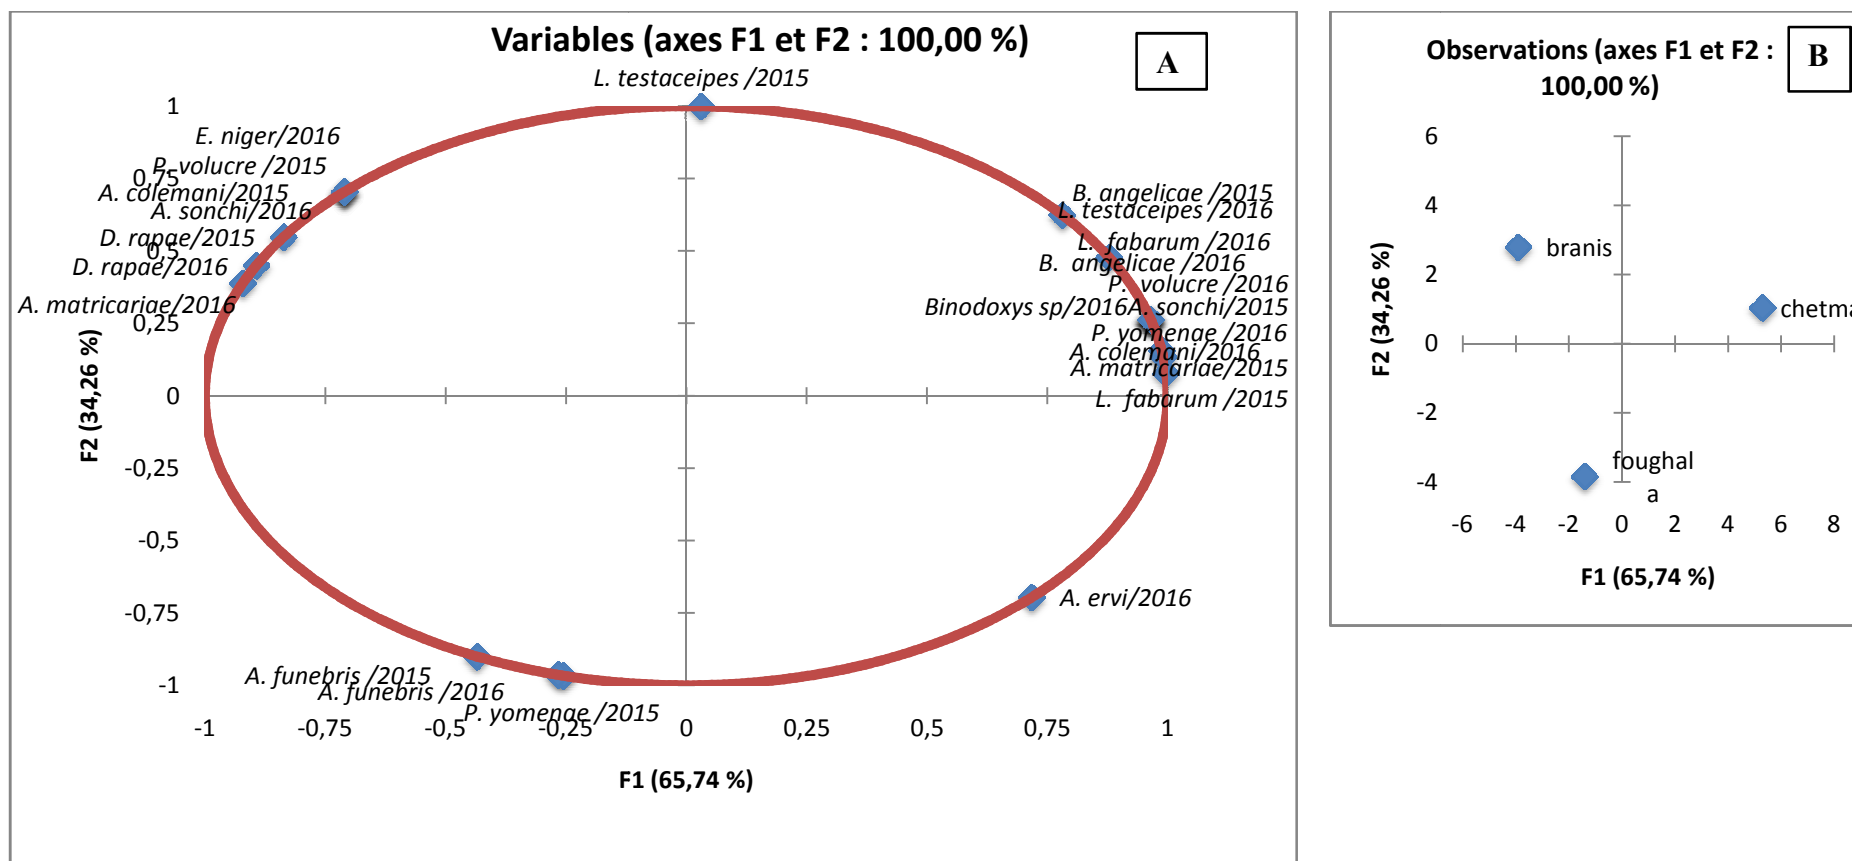 Variables (axes F1 et F2 : 100,00 %)
A
L. testaceipes /2015
1
E. niger/2016
P. volucre /2015
0,75
A. colemani/2015
A. sonchi/2016
D. rapae/2015
0,5
D. rapae/2016
A. matricariae/2016
0,25
B. angelicae /2015
L. testaceipes /2016
L. fabarum /2016
B. angelicae /2016
P. volucre /2016
Binodoxys sp/2016
A. sonchi/2015
P. yomenae /2016
A. colemani/2016
A. matricariae/2015
L. fabarum /2015
0
-0,25
-0,5
-0,75
-1
A. ervi/2016
A. funebris /2015
A. funebris /2016
P. yomenae /2015
F2 (34,26 %)
-1 -0,75 -0,5 -0,25 0 0,25 0,5 0,75 1
F1 (65,74 %)
Observations (axes F1 et F2 :
100,00 %)
B
6
4
2
0
-2
-4
branis
chetma
foughal
a
F2 (34,26 %)
-6 -4 -2 0 2 4 6 8
F1 (65,74 %)